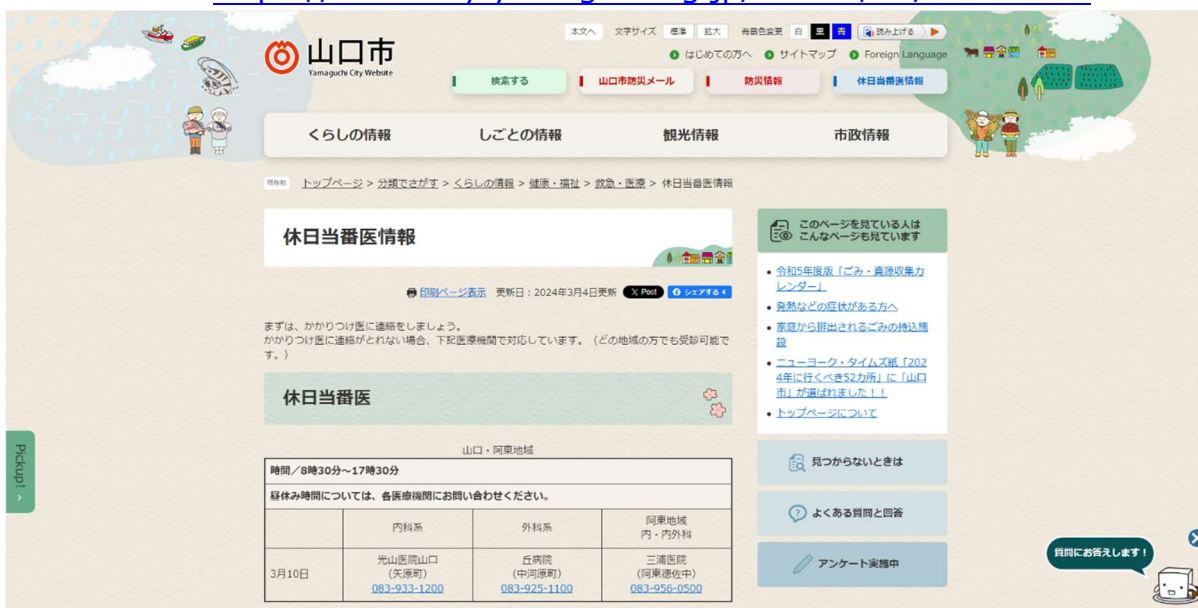 本文へ 文字サイズ 標準 拡大 背景色変更 白 黒 青 読み上げる
山口市
Yamaguchi City Website
はじめての方へ サイトマップ Foreign Language
検索する 山口市防災メール 防災情報 休日当番医情報
くらしの情報 しごとの情報 観光情報 市政情報
現在地 トップページ > 分類でさがす > くらしの情報 > 健康・福祉 > 救急・医療 > 休日当番医情報
休日当番医情報
印刷ページ表示 更新日：2024年3月4日更新 X Post シェアする 4
まずは、かかりつけ医に連絡をしましょう。
かかりつけ医に連絡がとれない場合、下記医療機関で対応しています。（どの地域の方でも受診可能で
す。）
休日当番医
山口・阿東地域
時間／8時30分～17時30分
昼休み時間については、各医療機関にお問い合わせください。
内科系 外科系 阿東地域
内・内外科
3月10日 光山医院山口 丘病院 三浦医院
(矢原町) (中河原町) (阿東徳佐中)
083-933-1200 083-925-1100 083-956-0500
このページを見ている人は
こんなページも見ています
令和5年度版「ごみ・資源収集カ
レンダー」
発熱などの症状がある方へ
家庭から排出されるごみの持込施
設
ニューヨーク・タイムズ紙「202
4年に行くべき52カ所」に「山口
市」が選ばれました！！
トップページについて
見つからないときは
よくある質問と回答
アンケート実施中
Pickup!
質問にお答えします！